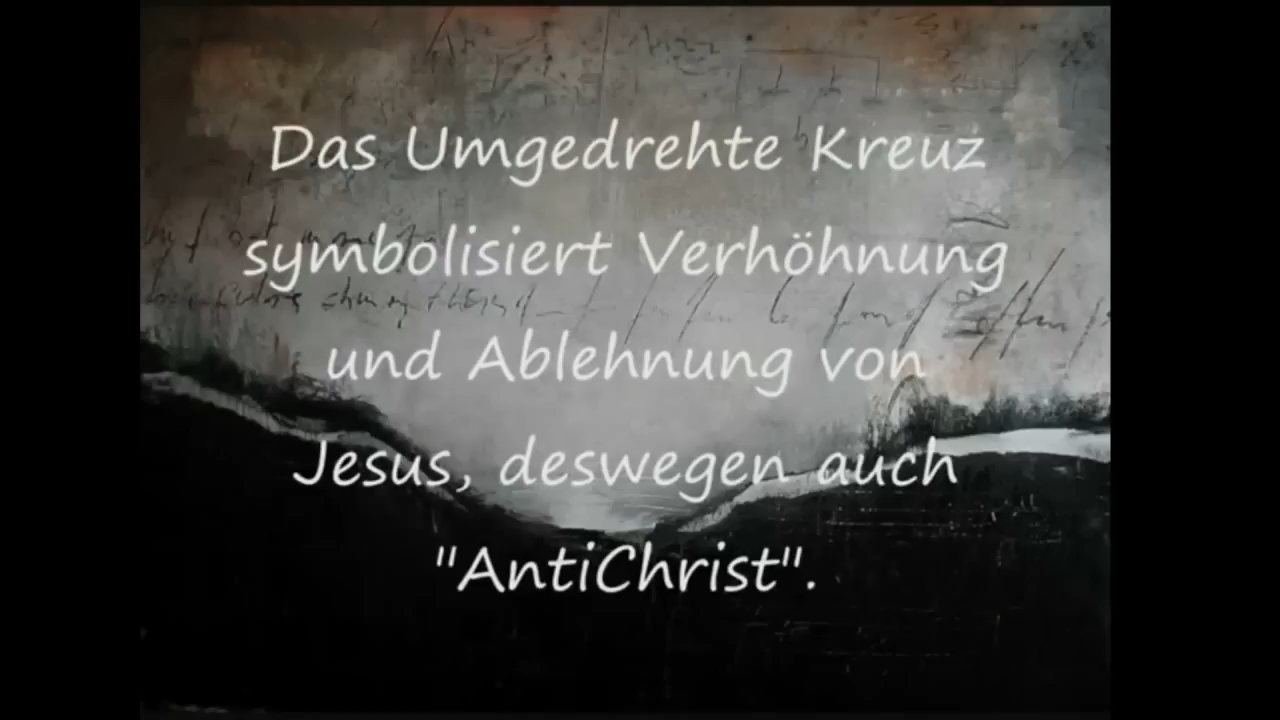 Das Umgedrehte Kreuz
symbolisiert Verhöhnung
und Ablehnung von
Jesus, deswegen auch
"AntiChrist".